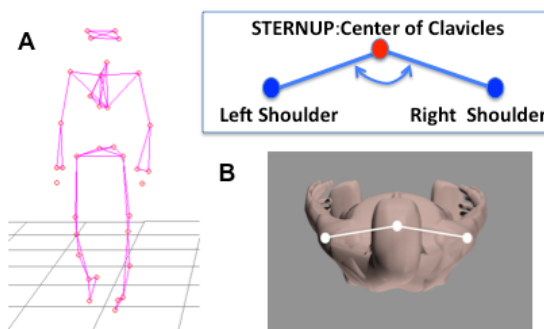 A
STERNUP:Center of Clavicles
Left Shoulder Right Shoulder
B